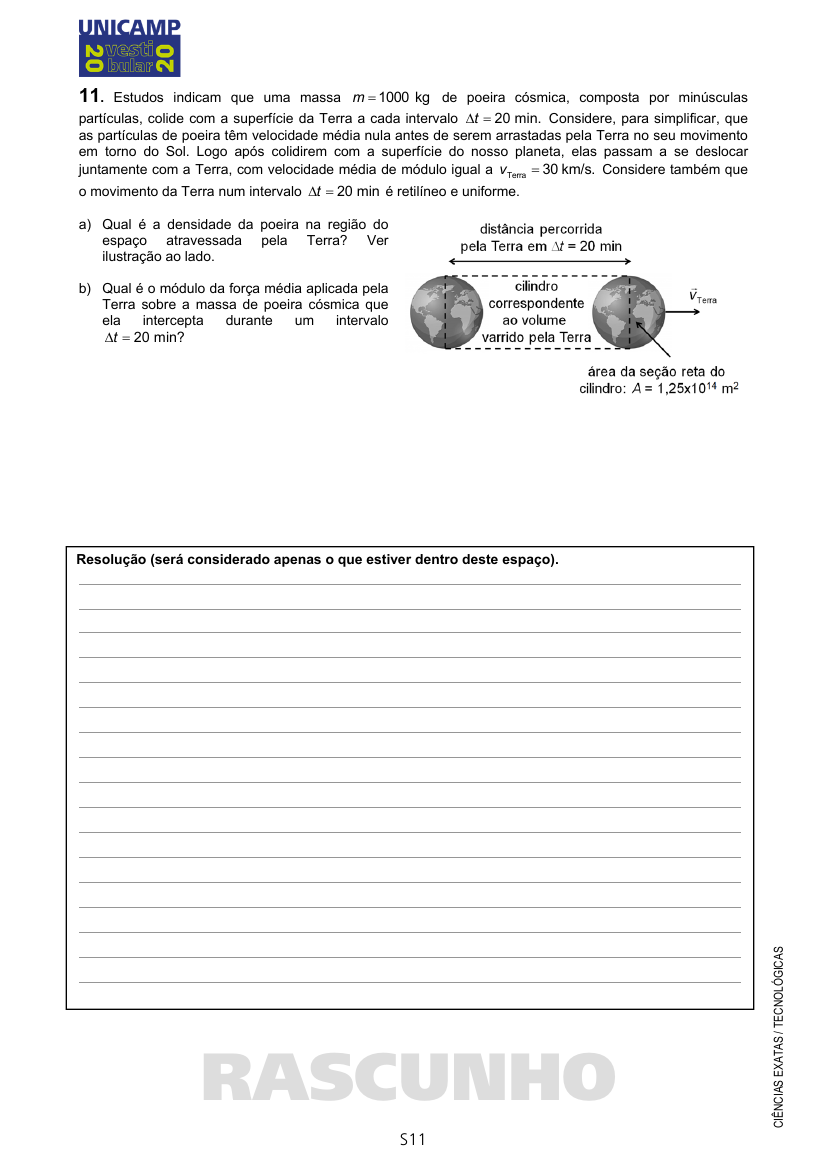 UNICAMP
20 vesti 20
bular
11. Estudos indicam que uma massa m = 1000 kg de poeira cósmica, composta por minúsculas
partículas, colide com a superfície da Terra a cada intervalo Δt = 20 min. Considere, para simplificar, que
as partículas de poeira têm velocidade média nula antes de serem arrastadas pela Terra no seu movimento
em torno do Sol. Logo após colidirem com a superfície do nosso planeta, elas passam a se deslocar
juntamente com a Terra, com velocidade média de módulo igual a vTerra = 30 km/s. Considere também que
o movimento da Terra num intervalo Δt = 20 min é retilíneo e uniforme.
a) Qual é a densidade da poeira na região do
espaço atravessada pela Terra? Ver
ilustração ao lado.
b) Qual é o módulo da força média aplicada pela
Terra sobre a massa de poeira cósmica que
ela intercepta durante um intervalo
Δt = 20 min?
distância percorrida
pela Terra em Δt = 20 min
cilindro
correspondente
ao volume
varrido pela Terra
v⃗Terra
área da seção reta do
cilindro: A = 1,25x10¹⁴ m²
Resolução (será considerado apenas o que estiver dentro deste espaço).
CIÊNCIAS EXATAS / TECNOLÓGICAS
RASCUNHO
S11